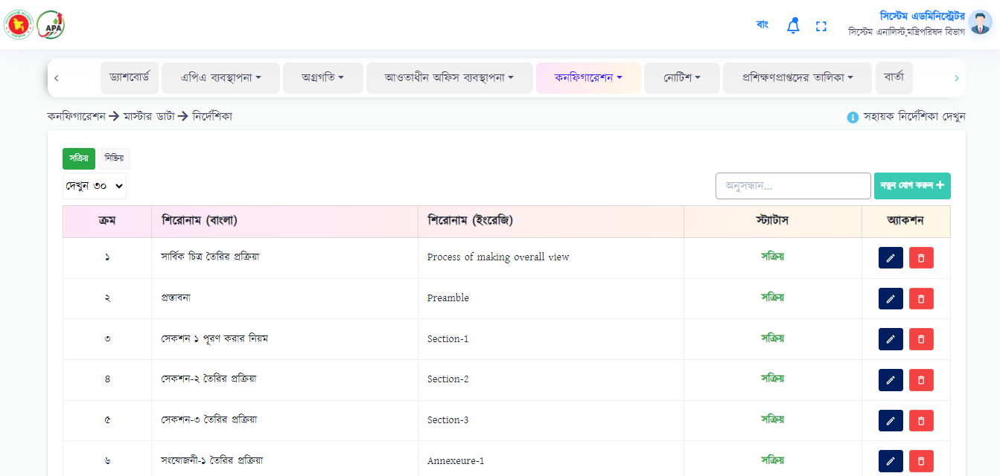 APA
বাং
সিস্টেম এডমিনিস্ট্রেটর
সিস্টেম এনালিস্ট,মন্ত্রিপরিষদ বিভাগ
ড্যাশবোর্ড এপিএ ব্যবস্থাপনা অগ্রগতি আওতাধীন অফিস ব্যবস্থাপনা কনফিগারেশন নোটিশ প্রশিক্ষণপ্রাপ্তদের তালিকা বার্তা
কনফিগারেশন → মাস্টার ডাটা → নির্দেশিকা সহায়ক নির্দেশিকা দেখুন
সক্রিয় নিষ্ক্রিয়
দেখুন ৩০ অনুসন্ধান... নতুন যোগ করুন +
ক্রম শিরোনাম (বাংলা) শিরোনাম (ইংরেজি) স্ট্যাটাস অ্যাকশন
১ সার্বিক চিত্র তৈরির প্রক্রিয়া Process of making overall view সক্রিয়
২ প্রস্তাবনা Preamble সক্রিয়
৩ সেকশন ১ পূরণ করার নিয়ম Section-1 সক্রিয়
৪ সেকশন-২ তৈরির প্রক্রিয়া Section-2 সক্রিয়
৫ সেকশন-৩ তৈরির প্রক্রিয়া Section-3 সক্রিয়
৬ সংযোজনী-১ তৈরির প্রক্রিয়া Annexeure-1 সক্রিয়